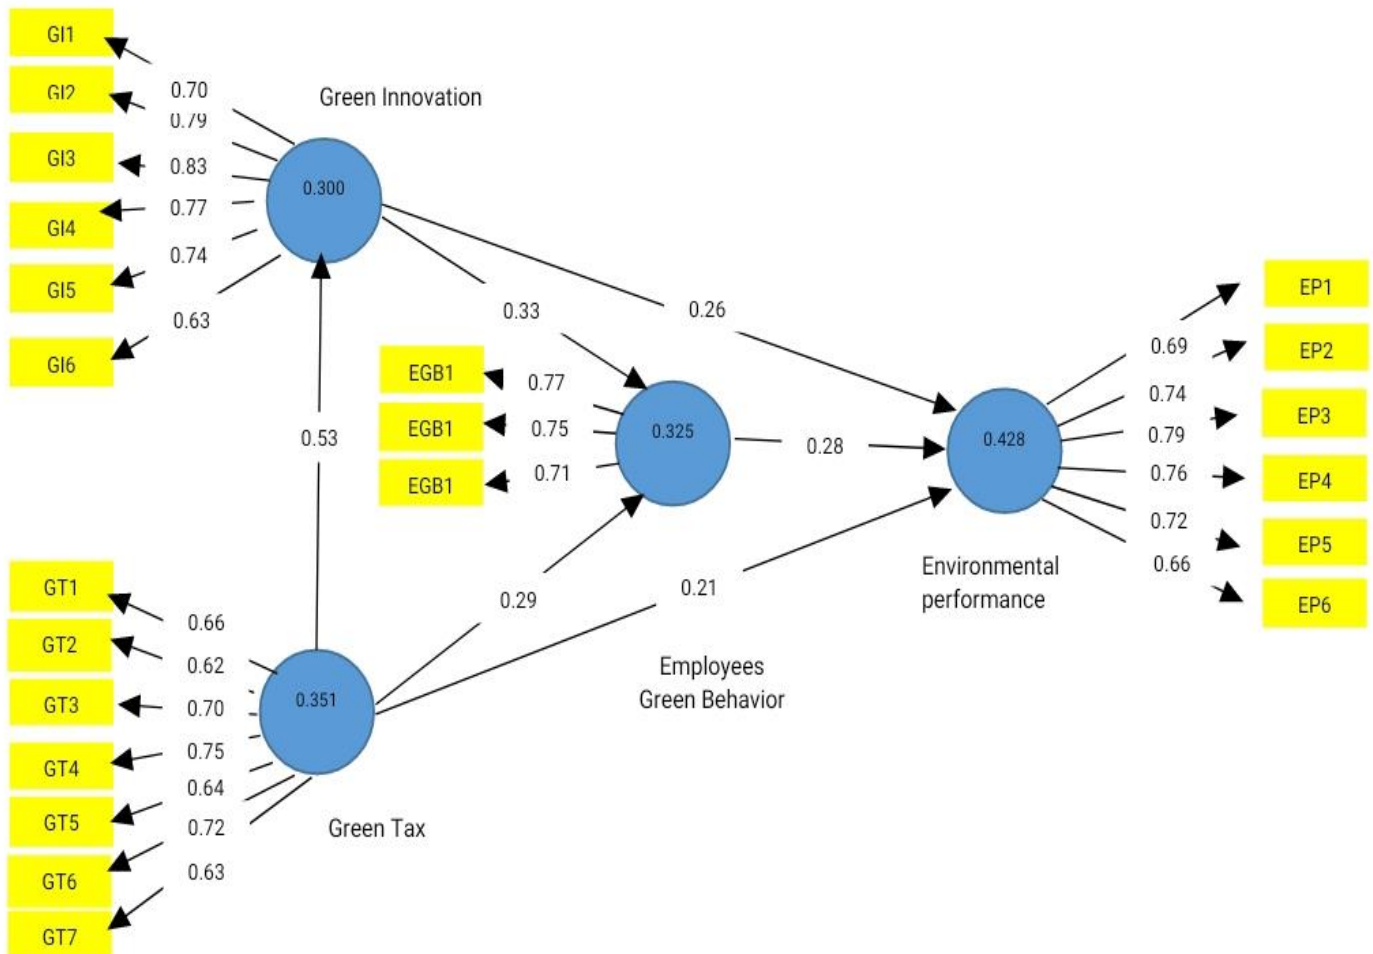 GI1
GI2
GI3
GI4
GI5
GI6
0.70
0.79
0.83
0.77
0.74
0.63
Green Innovation
0.300
0.33
0.26
0.53
EGB1
EGB1
EGB1
0.77
0.75
0.71
0.325
0.28
0.428
0.29
0.21
Environmental
performance
Employees
Green Behavior
EP1
EP2
EP3
EP4
EP5
EP6
0.69
0.74
0.79
0.76
0.72
0.66
GT1
GT2
GT3
GT4
GT5
GT6
GT7
0.66
0.62
0.70
0.75
0.64
0.72
0.63
0.351
Green Tax